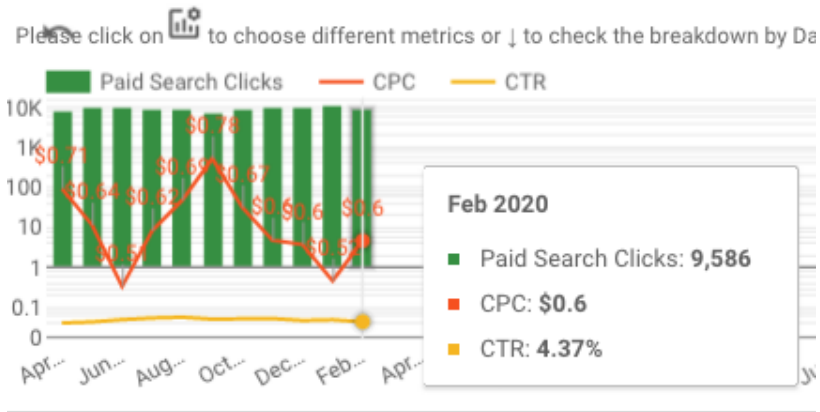 Please click on to choose different metrics or ↓ to check the breakdown by Da
Paid Search Clicks CPC CTR
10K
1K
100
10
1
0.1
0
$0.71
$0.64
$0.51
$0.62
$0.69
$0.78
$0.67
$0.6
$0.6
$0.52
$0.6
Apr... Jun... Aug... Oct... Dec... Feb... Apr... Ju
Feb 2020
Paid Search Clicks: 9,586
CPC: $0.6
CTR: 4.37%